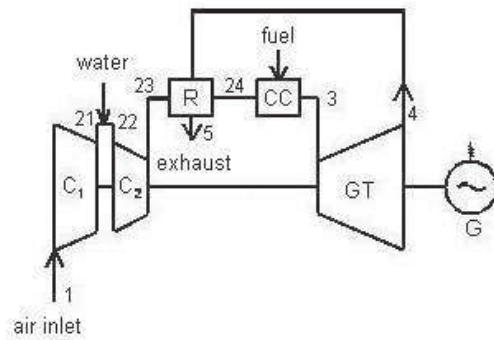 fuel
water
23
R
24
CC
3
4
21
22
5
exhaust
C₁
C₂
GT
G
1
air inlet